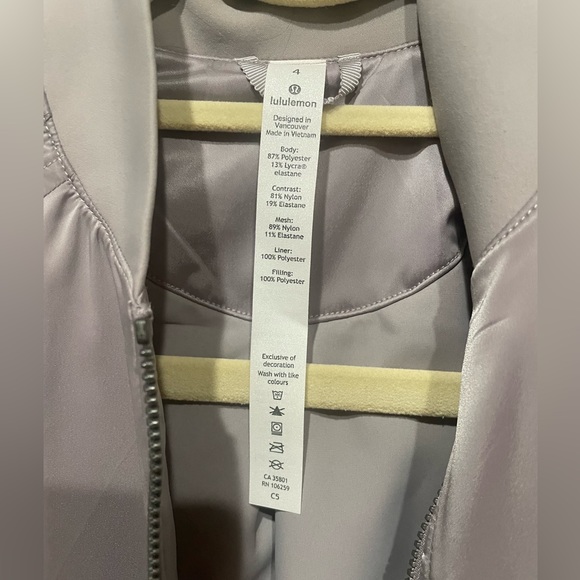 4
lululemon
Designed in
Vancouver
Made in Vietnam
Body:
87% Polyester
13% Lycra®
elastane
Contrast:
81% Nylon
19% Elastane
Mesh:
89% Nylon
11% Elastane
Liner:
100% Polyester
Filling:
100% Polyester
Exclusive of
decoration
Wash with like
colours
CA 35801
RN 106259
CS